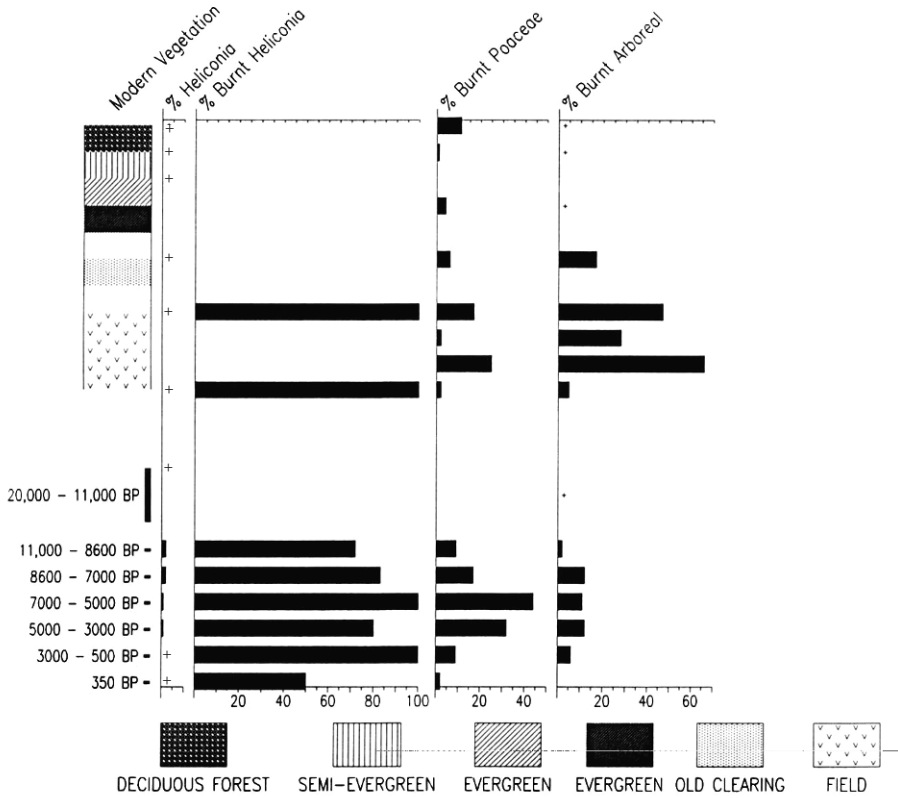 Modern Vegetation
% Heliconia
% Burnt Heliconia
% Burnt Poaceae
% Burnt Arboreal
20,000 – 11,000 BP
11,000 – 8600 BP
8600 – 7000 BP
7000 – 5000 BP
5000 – 3000 BP
3000 – 500 BP
350 BP
20 40 60 80 100 20 40 20 40 60
DECIDUOUS FOREST SEMI-EVERGREEN EVERGREEN EVERGREEN OLD CLEARING FIELD